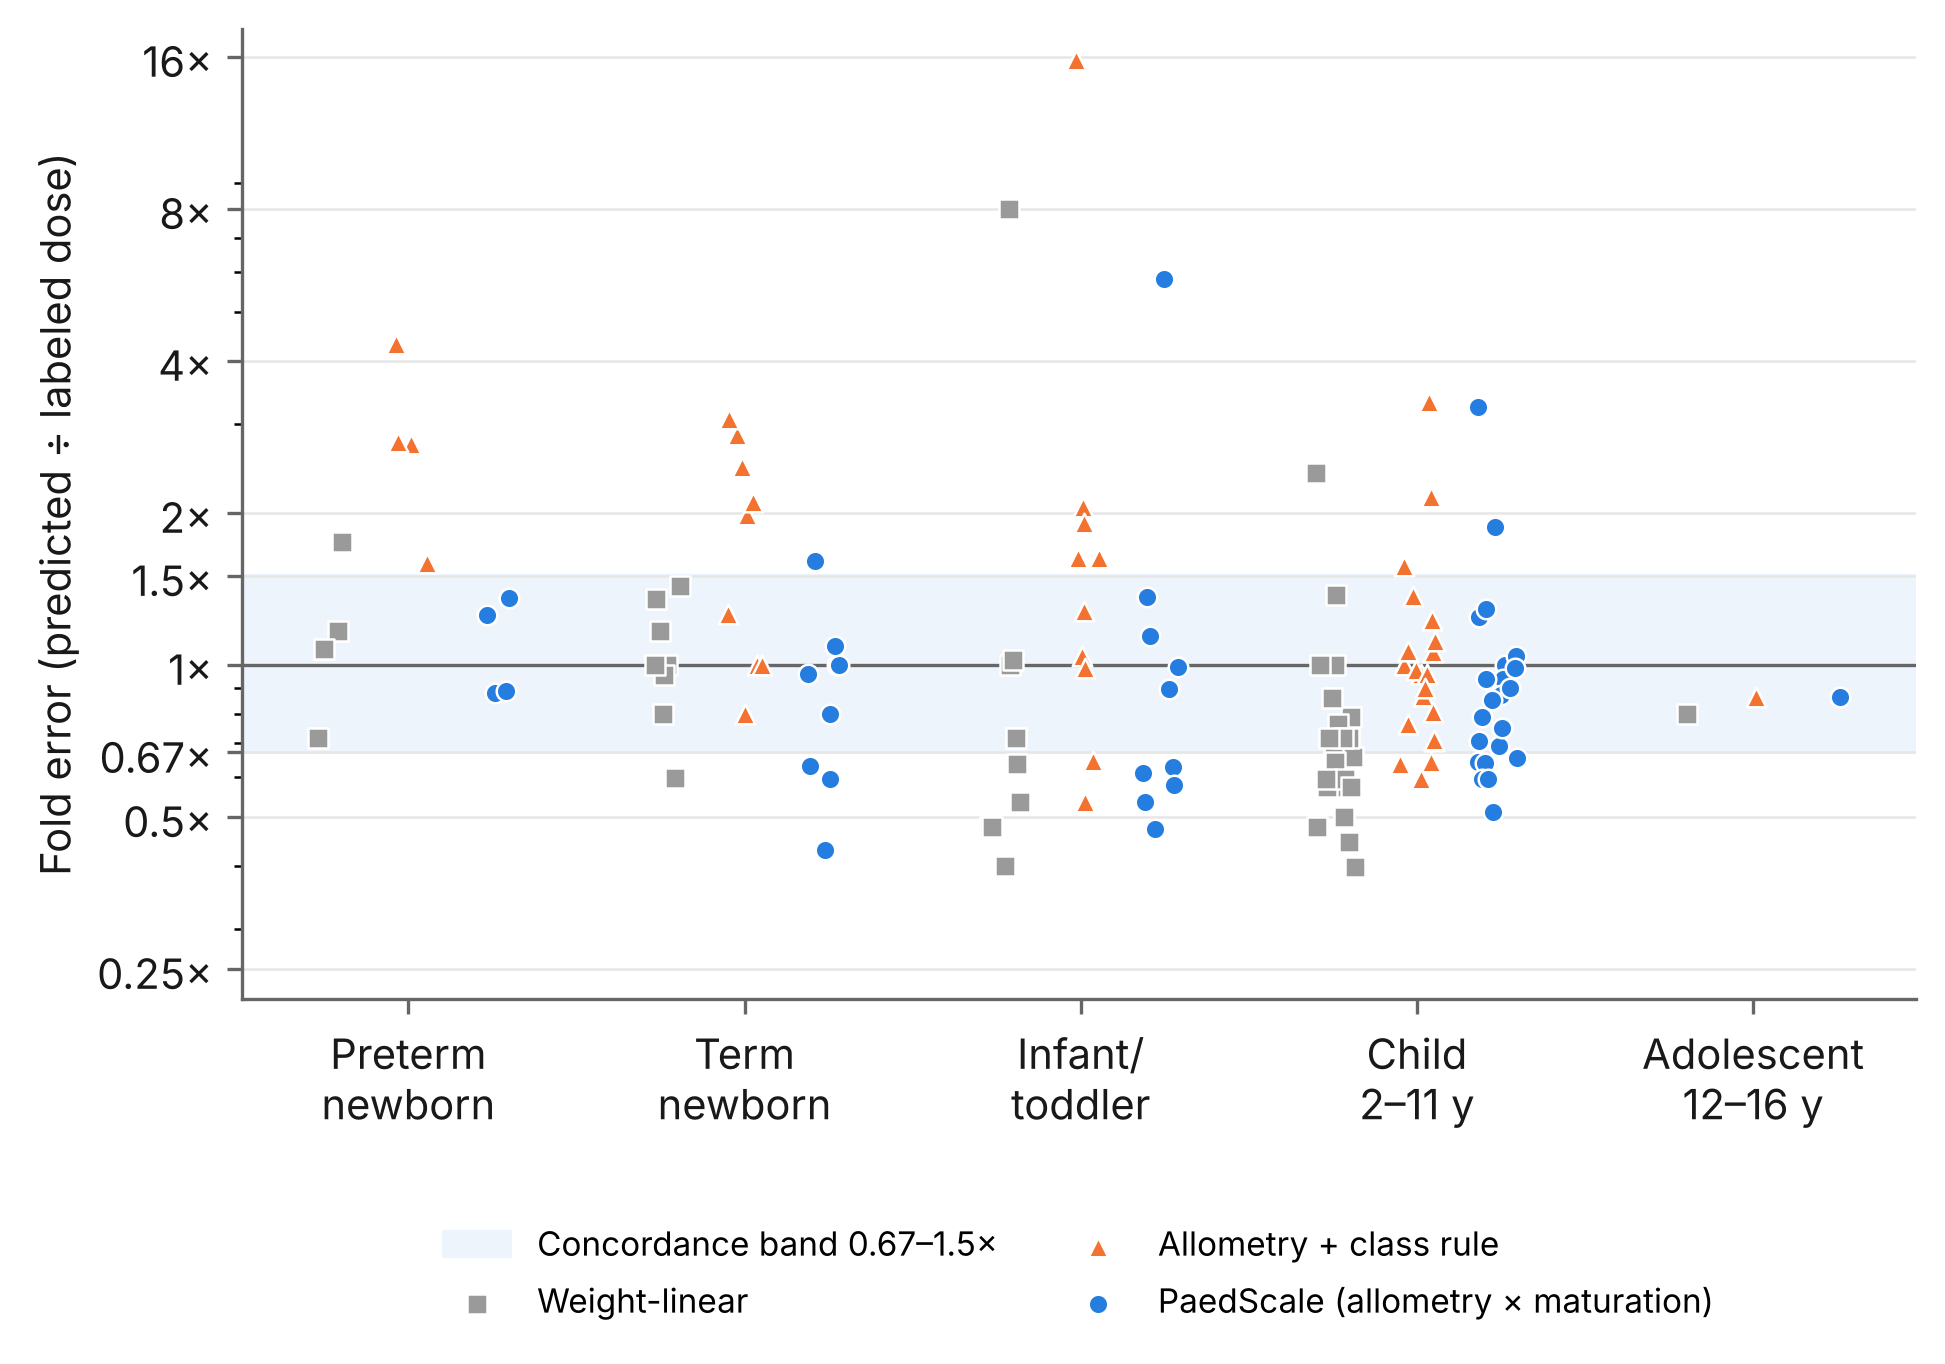 Fold error (predicted ÷ labeled dose)
16×
8×
4×
2×
1.5×
1×
0.67×
0.5×
0.25×
Preterm
newborn
Term
newborn
Infant/
toddler
Child
2–11 y
Adolescent
12–16 y
Concordance band 0.67–1.5×
Weight-linear
Allometry + class rule
PaedScale (allometry × maturation)